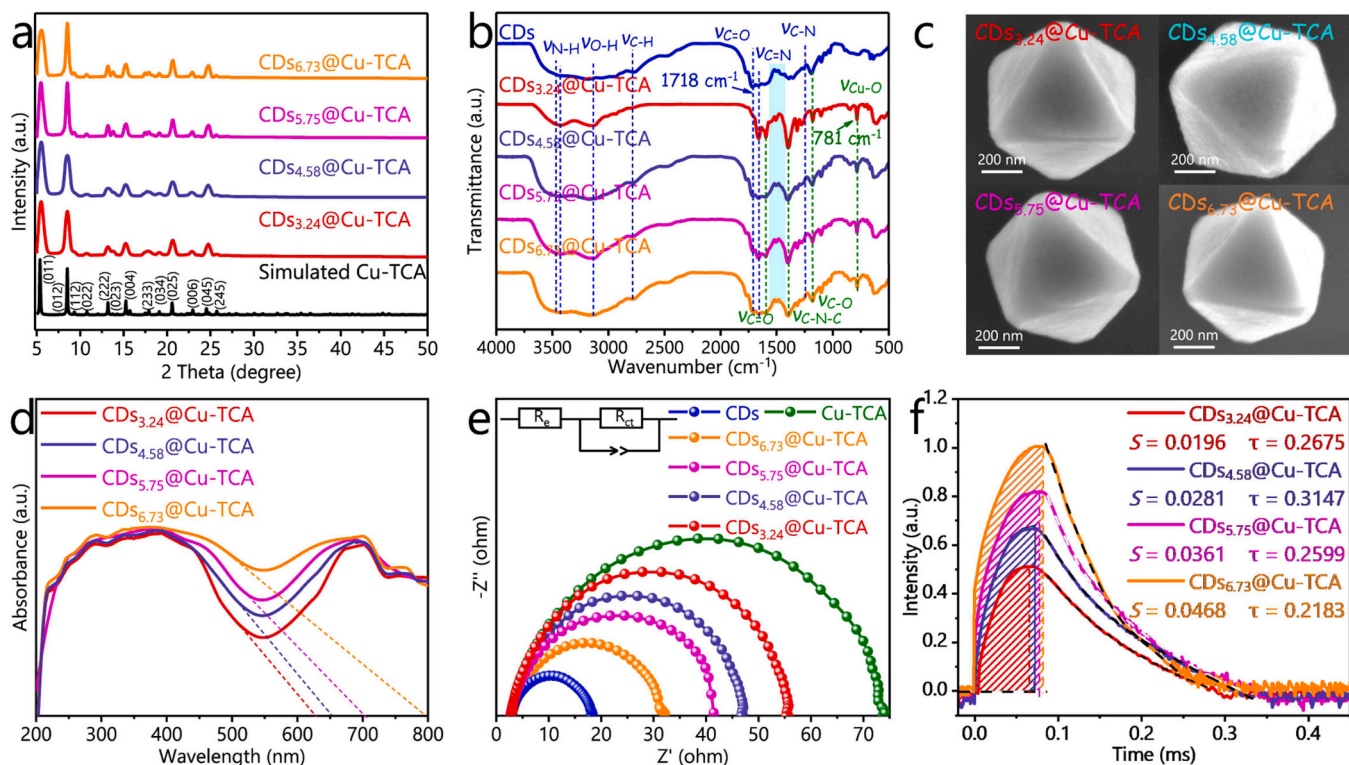 a
CDs6.73@Cu-TCA
CDs5.75@Cu-TCA
CDs4.58@Cu-TCA
CDs3.24@Cu-TCA
Simulated Cu-TCA
(011)
(012)
(112)
(022)
(222)
(023)
(004)
(233)
(034)
(025)
(006)
(045)
(245)
Intensity (a.u.)
5 10 15 20 25 30 35 40 45 50
2 Theta (degree)
b
CDs
νN-H
νO-H
νC-H
νC=O
νC=N
νC-N
1718 cm-1
CDs3.24@Cu-TCA
νCu-O
781 cm-1
CDs4.58@Cu-TCA
CDs5.75@Cu-TCA
CDs6.73@Cu-TCA
νC=O
νC-N-C
νC-O
Transmittance (a.u.)
4000 3500 3000 2500 2000 1500 1000 500
Wavenumber (cm-1)
c
CDs3.24@Cu-TCA
200 nm
CDs4.58@Cu-TCA
200 nm
CDs5.75@Cu-TCA
200 nm
CDs6.73@Cu-TCA
200 nm
d
CDs3.24@Cu-TCA
CDs4.58@Cu-TCA
CDs5.75@Cu-TCA
CDs6.73@Cu-TCA
Absorbance (a.u.)
200 300 400 500 600 700 800
Wavelength (nm)
e
Re
Rct
CDs
Cu-TCA
CDs6.73@Cu-TCA
CDs5.75@Cu-TCA
CDs4.58@Cu-TCA
CDs3.24@Cu-TCA
-Z'' (ohm)
0 10 20 30 40 50 60 70
Z' (ohm)
f
CDs3.24@Cu-TCA
S = 0.0196 τ = 0.2675
CDs4.58@Cu-TCA
S = 0.0281 τ = 0.3147
CDs5.75@Cu-TCA
S = 0.0361 τ = 0.2599
CDs6.73@Cu-TCA
S = 0.0468 τ = 0.2183
Intensity (a.u.)
1.2
1.0
0.8
0.6
0.4
0.2
0.0
0.0 0.1 0.2 0.3 0.4
Time (ms)